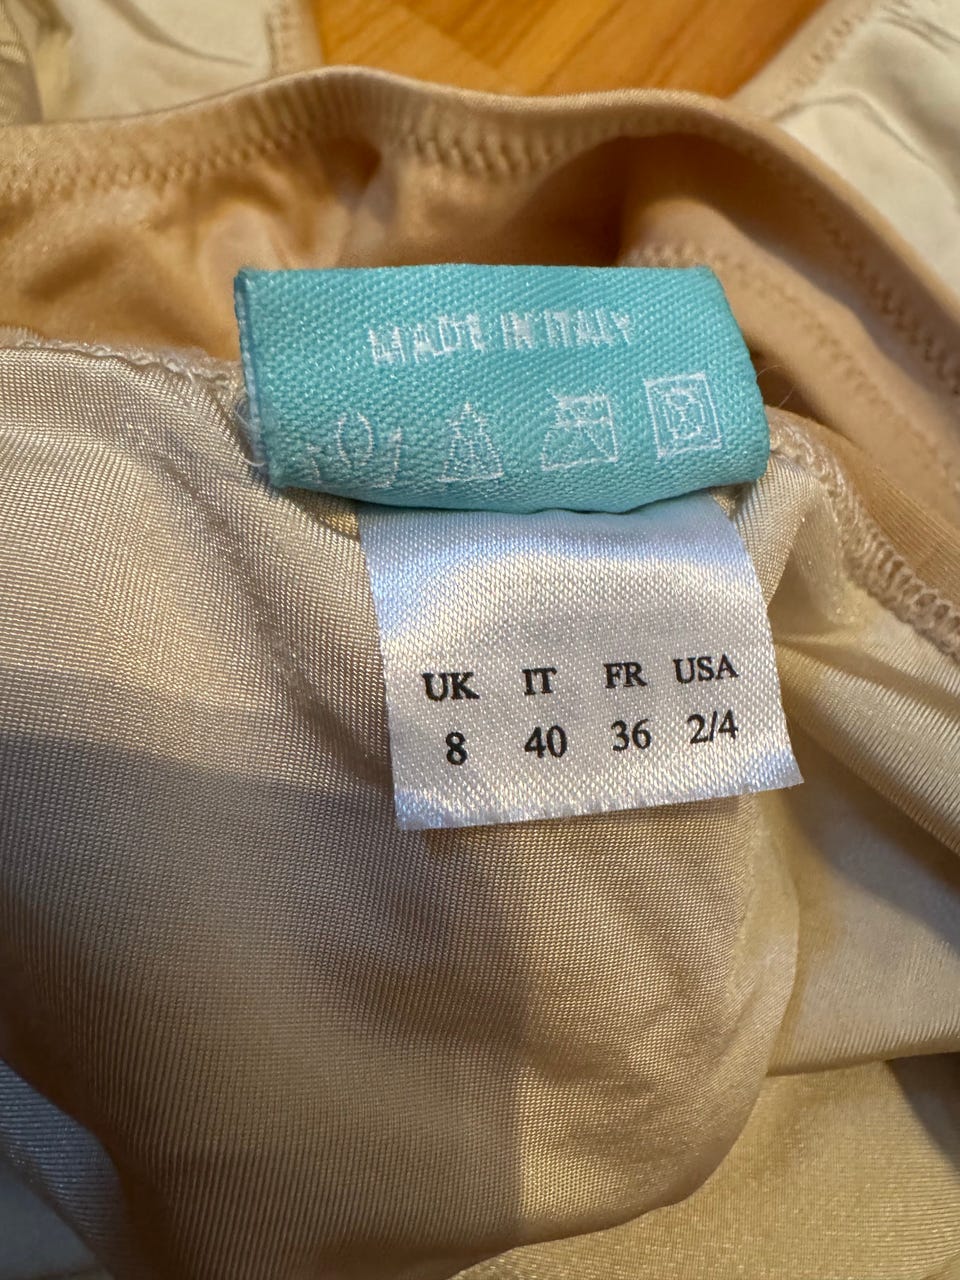 MADE IN ITALY
UK IT FR USA
8 40 36 2/4